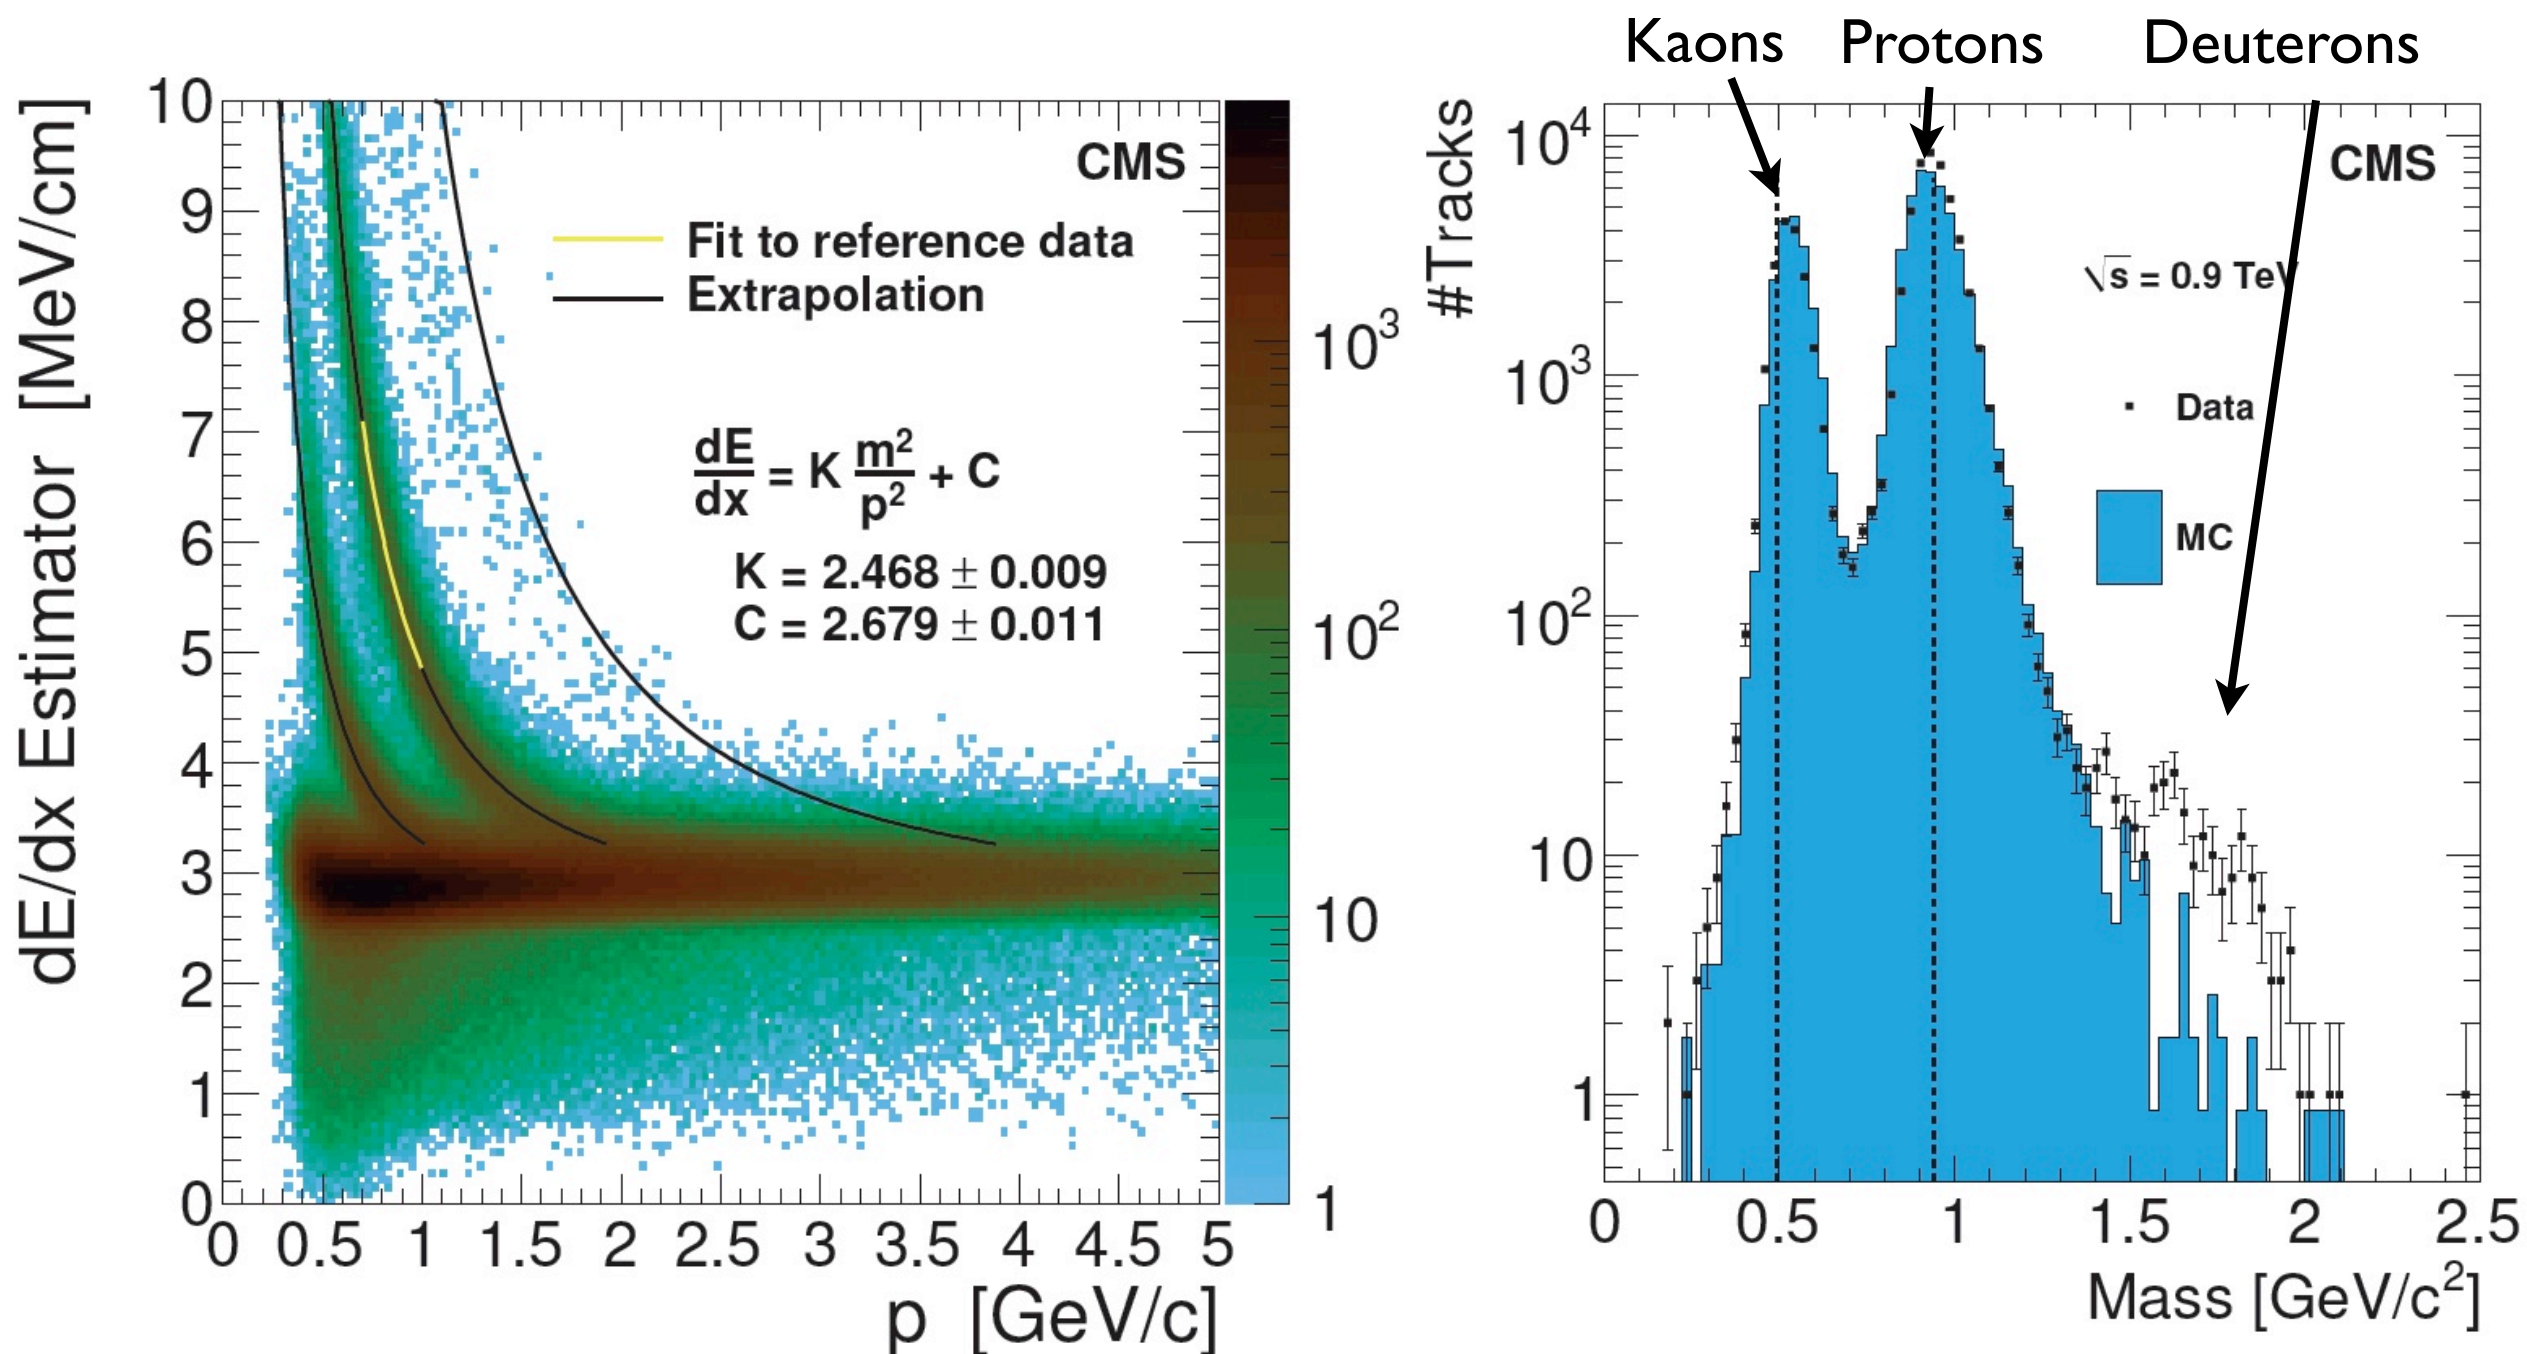 Kaons Protons Deuterons
dE/dx Estimator [MeV/cm]
10
9
8
7
6
5
4
3
2
1
0
CMS
Fit to reference data
Extrapolation
dE/dx = K m²/p² + C
K = 2.468 ± 0.009
C = 2.679 ± 0.011
0 0.5 1 1.5 2 2.5 3 3.5 4 4.5 5
p [GeV/c]
10³
10²
10
1
#Tracks
10⁴
10³
10²
10
1
CMS
√s = 0.9 TeV
Data
MC
0 0.5 1 1.5 2 2.5
Mass [GeV/c²]